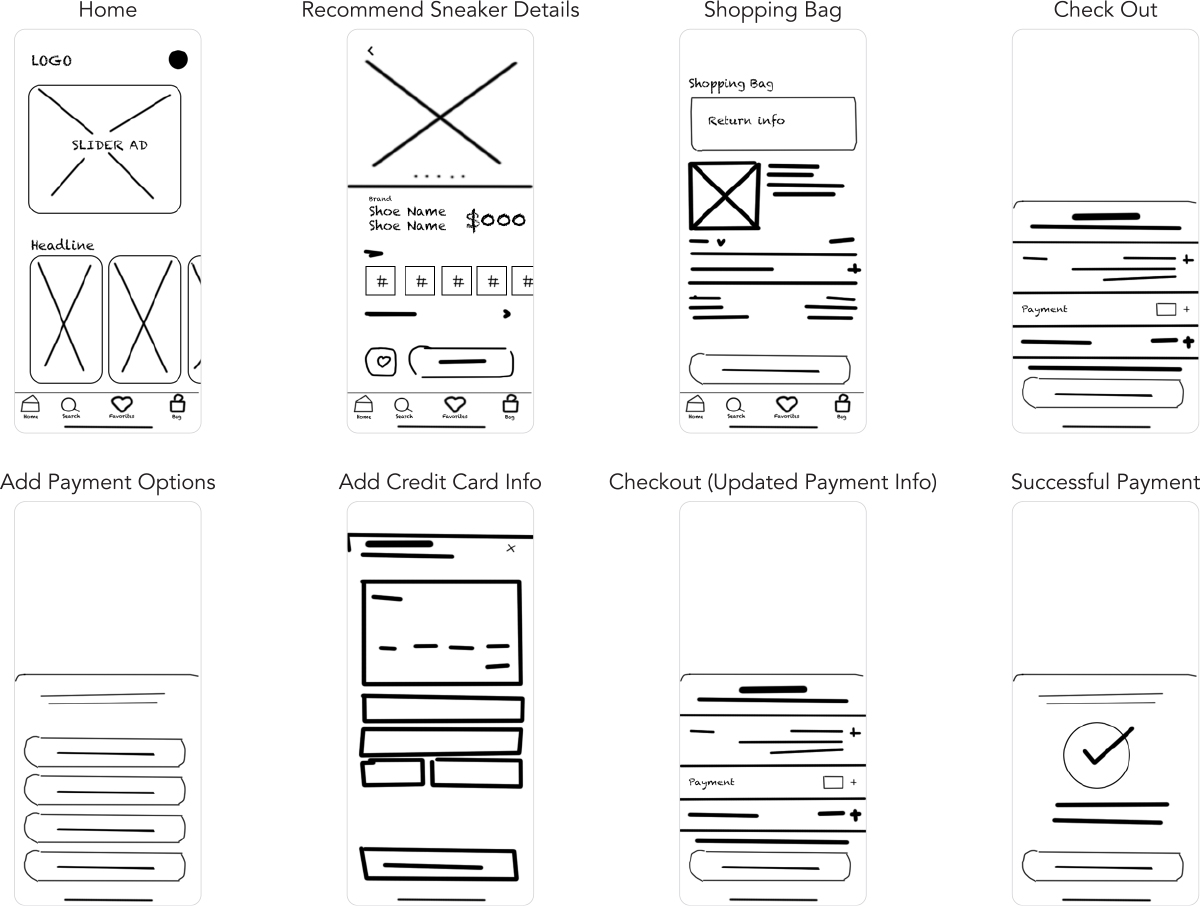 Home
LOGO
SLIDER AD
Headline
Home
Search
Favorites
Bag
Recommend Sneaker Details
Brand
Shoe Name
Shoe Name
$000
# # # # #
Home
Search
Favorites
Bag
Shopping Bag
Shopping Bag
Return info
Home
Search
Favorites
Bag
Check Out
Payment
Add Payment Options
Add Credit Card Info
Checkout (Updated Payment Info)
Payment
Successful Payment